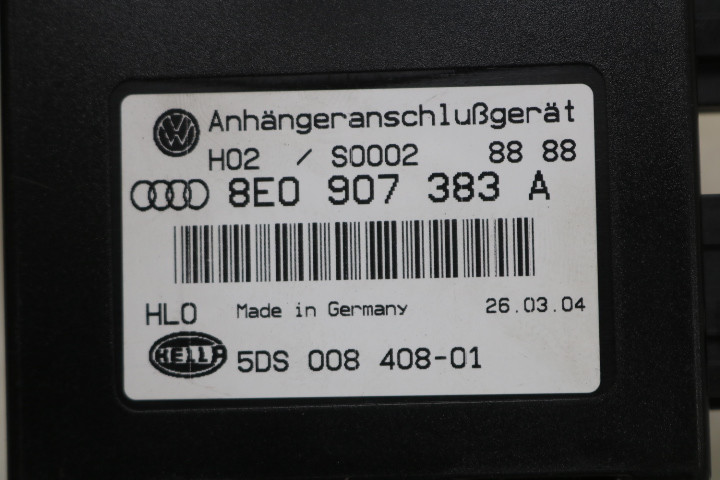 Anhängeranschlußgerät
H02 / S0002 88 88
8E0 907 383 A
HLO Made in Germany 26.03.04
HELLA 5DS 008 408-01